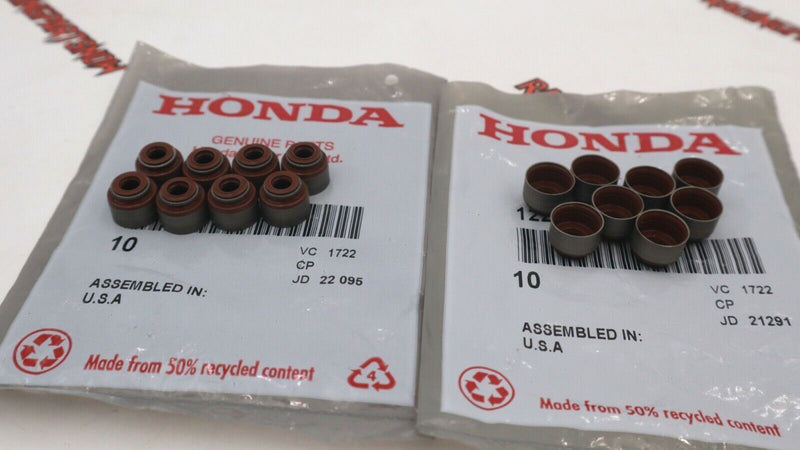 HONDA
GENUINE PARTS
10
VC 1722
CP
JD 22 095
ASSEMBLED IN:
U.S.A
Made from 50% recycled content
4
HONDA
10
VC 1722
CP
JD 21291
ASSEMBLED IN:
U.S.A
Made from 50% recycled content